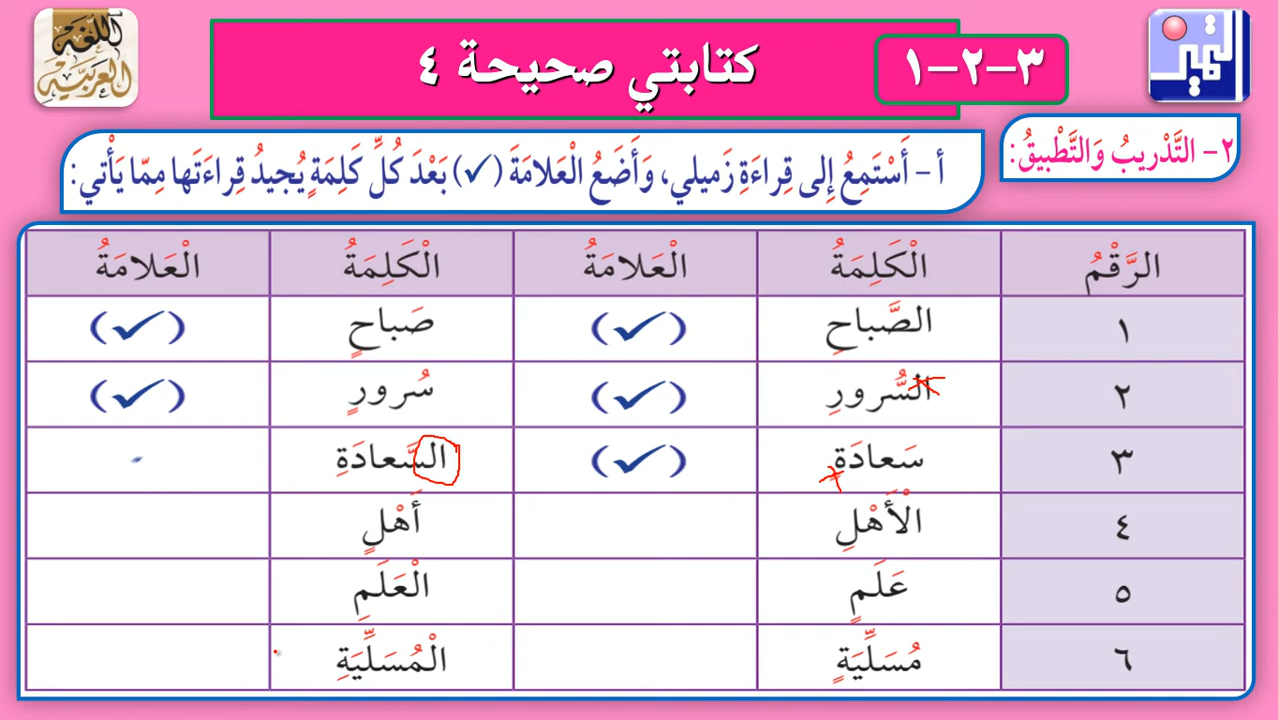 اللغة العربية
كتابتي صحيحة ٤
٣-٢-١
التميز
٢- التَّدْريبُ وَالتَّطْبيقُ:
أ- أَسْتَمِعُ إِلى قِراءَةِ زَميلي، وَأَضَعُ الْعَلامَةَ (✓) بَعْدَ كُلِّ كَلِمَةٍ يُجيدُ قِراءَتَها مِمّا يَأْتي:
الرَّقْمُ الْكَلِمَةُ الْعَلامَةُ الْكَلِمَةُ الْعَلامَةُ
١ الصَّباحِ (✓) صَباحٍ (✓)
٢ السُّرورِ (✓) سُرورٍ (✓)
٣ سَعادَةٍ (✓) السَّعادَةِ
٤ الْأَهْلِ أَهْلٍ
٥ عَلَمٍ الْعَلَمِ
٦ مُسَلِّيَةٍ الْمُسَلِّيَةِ